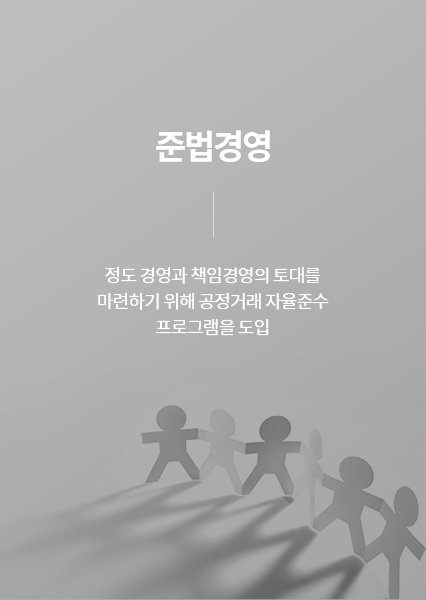 준법경영
정도 경영과 책임경영의 토대를
마련하기 위해 공정거래 자율준수
프로그램을 도입